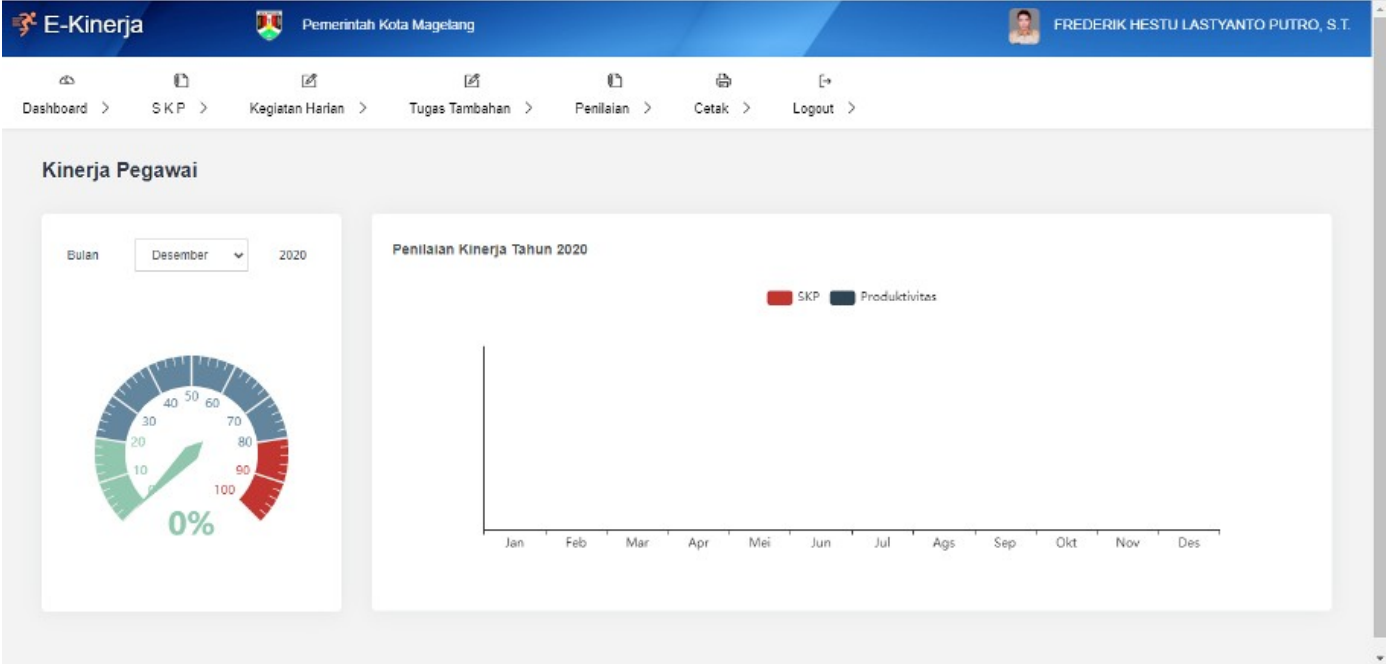 E-Kinerja
Pemerintah Kota Magelang
FREDERIK HESTU LASTYANTO PUTRO, S.T.
Dashboard >
S K P >
Kegiatan Harian >
Tugas Tambahan >
Penilaian >
Cetak >
Logout >
Kinerja Pegawai
Bulan Desember 2020
0 10 20 30 40 50 60 70 80 90 100
0%
Penilaian Kinerja Tahun 2020
SKP Produktivitas
Jan Feb Mar Apr Mei Jun Jul Ags Sep Okt Nov Des